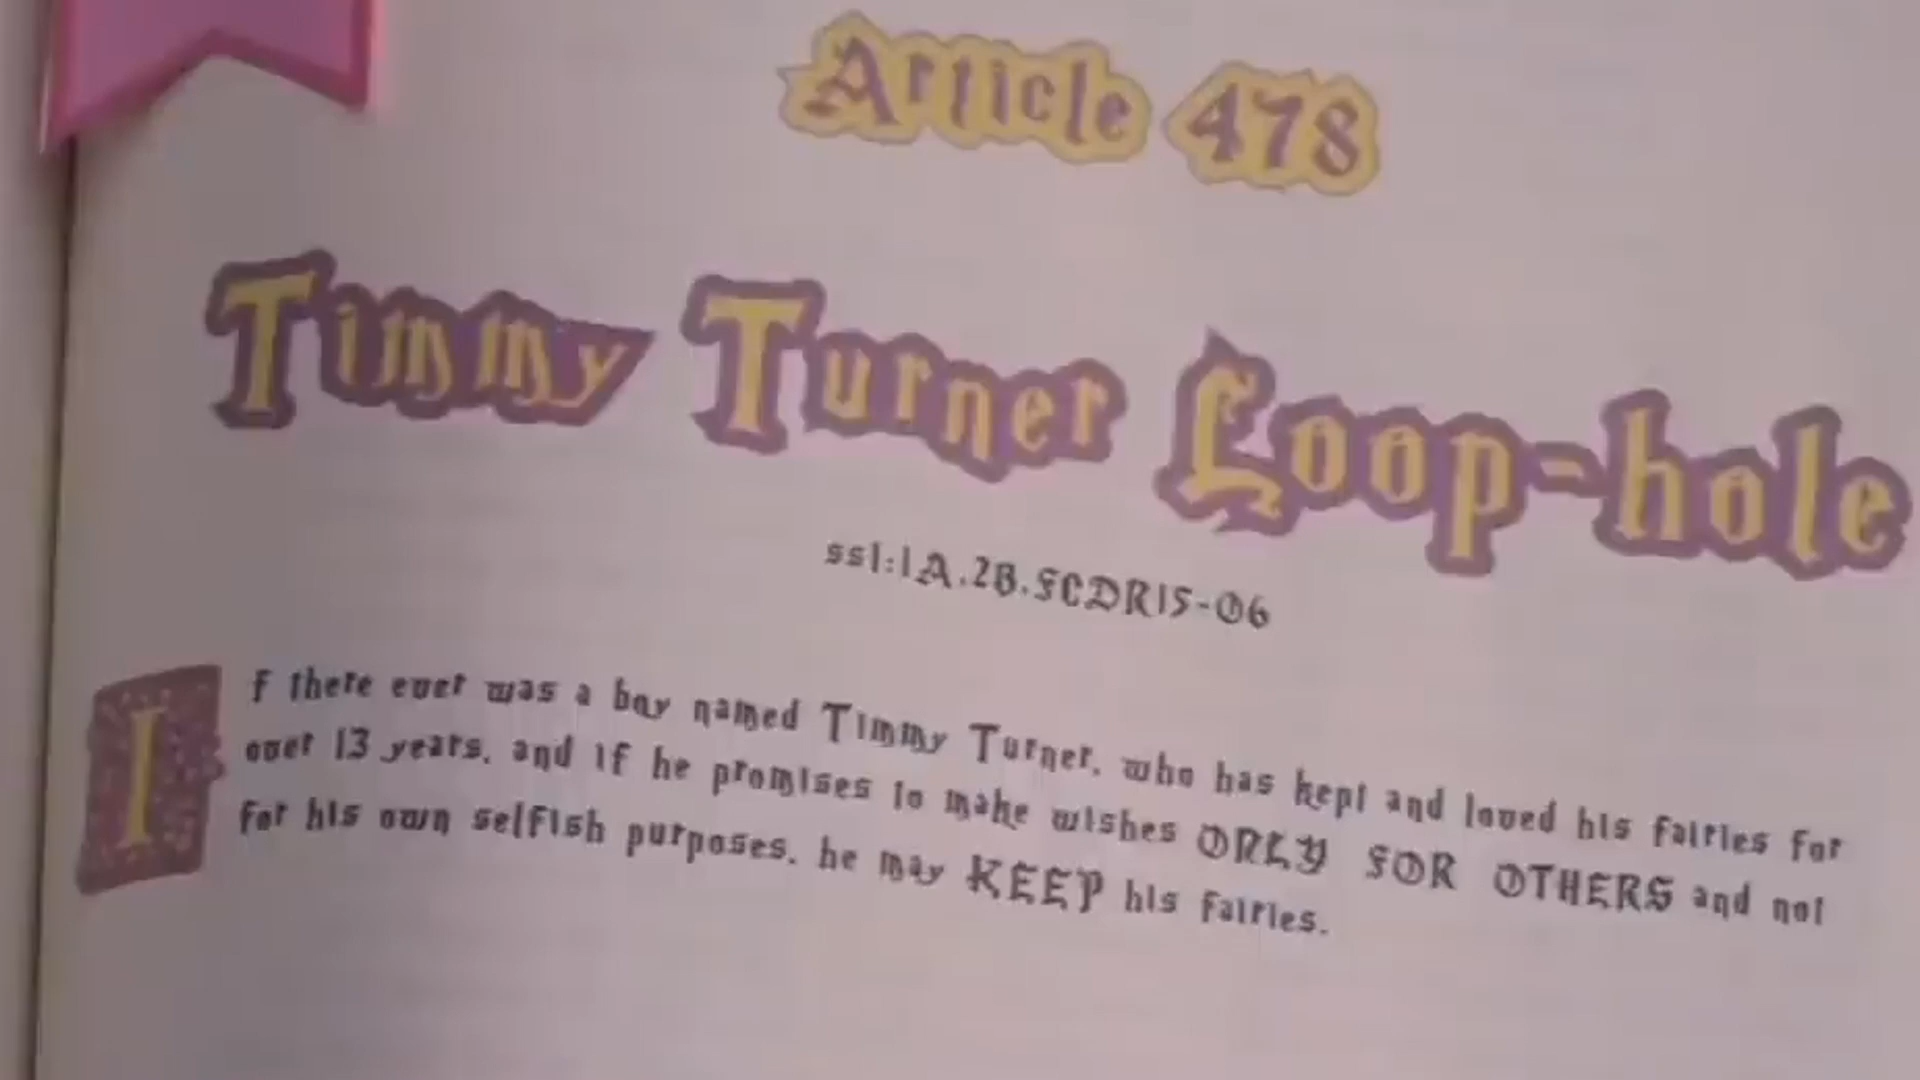 Article 478
Timmy Turner Loop-hole
ss1:1A.2B.FCDR15-06
If there ever was a boy named Timmy Turner, who has kept and loved his fairies for
over 13 years, and if he promises to make wishes ONLY FOR OTHERS and not
for his own selfish purposes, he may KEEP his fairies.